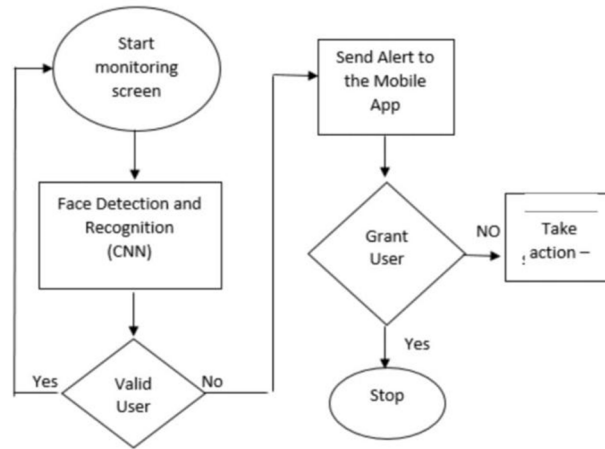 Start
monitoring
screen
Face Detection and
Recognition
(CNN)
Valid
User
Yes
No
Send Alert to
the Mobile
App
Grant
User
NO
Take
action –
Yes
Stop